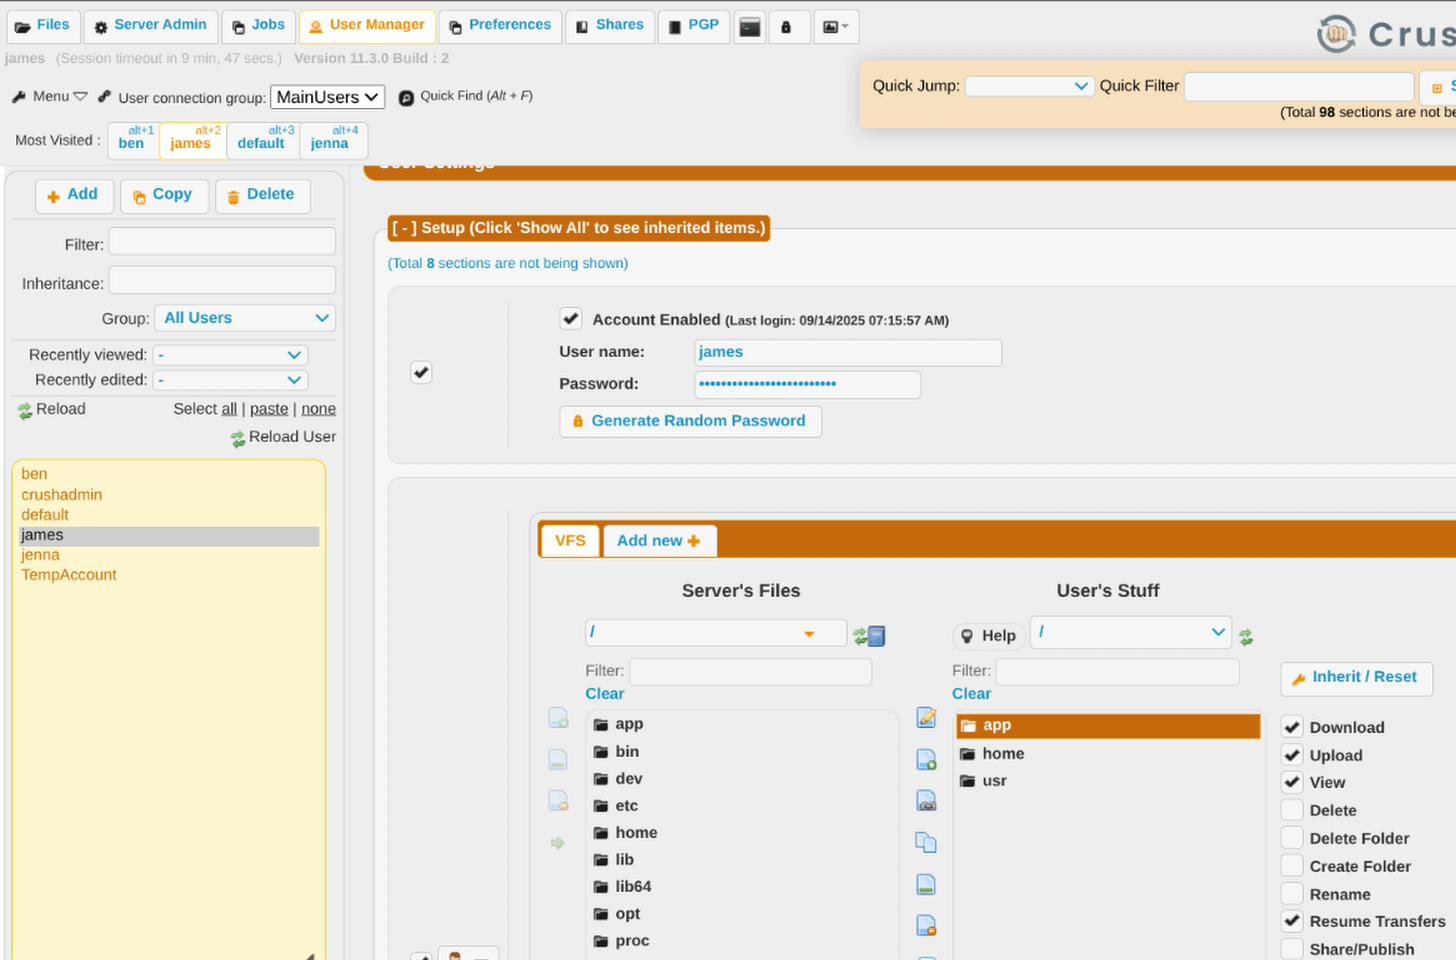 Files Server Admin Jobs User Manager Preferences Shares PGP
Crus
james (Session timeout in 9 min, 47 secs.) Version 11.3.0 Build : 2
Menu User connection group: MainUsers Quick Find (Alt + F)
Quick Jump: Quick Filter S
(Total 98 sections are not be
Most Visited : alt+1 ben alt+2 james alt+3 default alt+4 jenna
User Settings
Add Copy Delete
Filter:
Inheritance:
Group: All Users
Recently viewed: -
Recently edited: -
Reload Select all | paste | none
Reload User
ben
crushadmin
default
james
jenna
TempAccount
[ - ] Setup (Click 'Show All' to see inherited items.)
(Total 8 sections are not being shown)
Account Enabled (Last login: 09/14/2025 07:15:57 AM)
User name: james
Password: •••••••••••••••••••••••••
Generate Random Password
VFS Add new
Server's Files
/
Filter:
Clear
app
bin
dev
etc
home
lib
lib64
opt
proc
User's Stuff
Help /
Filter:
Clear
app
home
usr
Inherit / Reset
Download
Upload
View
Delete
Delete Folder
Create Folder
Rename
Resume Transfers
Share/Publish